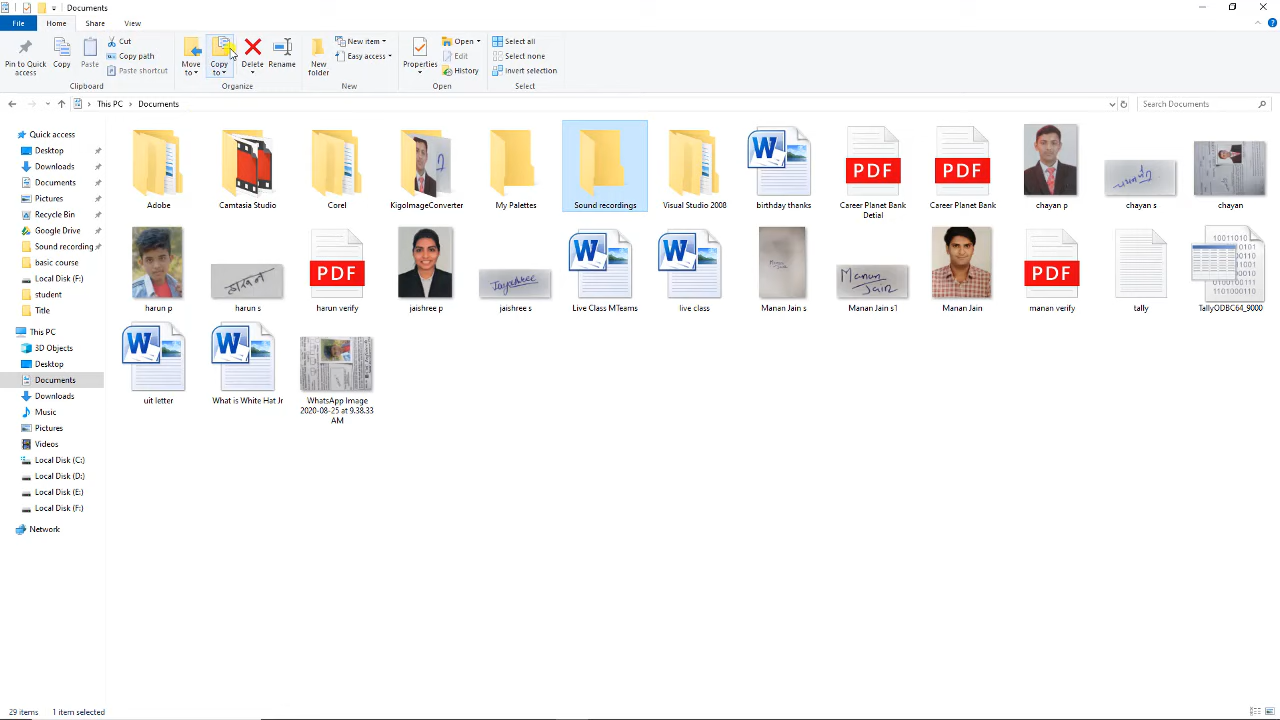 Documents
File Home Share View
Pin to Quick access
Copy
Paste
Cut
Copy path
Paste shortcut
Clipboard
Move to
Copy to
Delete
Rename
Organize
New folder
New item
Easy access
New
Properties
Open
Edit
History
Open
Select all
Select none
Invert selection
Select
This PC > Documents
Search Documents
Quick access
Desktop
Downloads
Documents
Pictures
Recycle Bin
Google Drive
Sound recording
basic course
Local Disk (F:)
student
Title
This PC
3D Objects
Desktop
Documents
Downloads
Music
Pictures
Videos
Local Disk (C:)
Local Disk (D:)
Local Disk (E:)
Local Disk (F:)
Network
Adobe
Camtasia Studio
Corel
KigoImageConverter
My Palettes
Sound recordings
Visual Studio 2008
birthday thanks
PDF
Career Planet Bank Detial
PDF
Career Planet Bank
chayan p
chayan s
chayan
harun p
harun s
PDF
harun verify
jaishree p
Jayshree
jaishree s
Live Class MTeams
live class
Manan Jain s
Manan Jain
Manan Jain s1
Manan Jain
PDF
manan verify
tally
TallyODBC64_9000
uit letter
What is White Hat Jr
WhatsApp Image 2020-08-25 at 9.38.33 AM
29 items 1 item selected